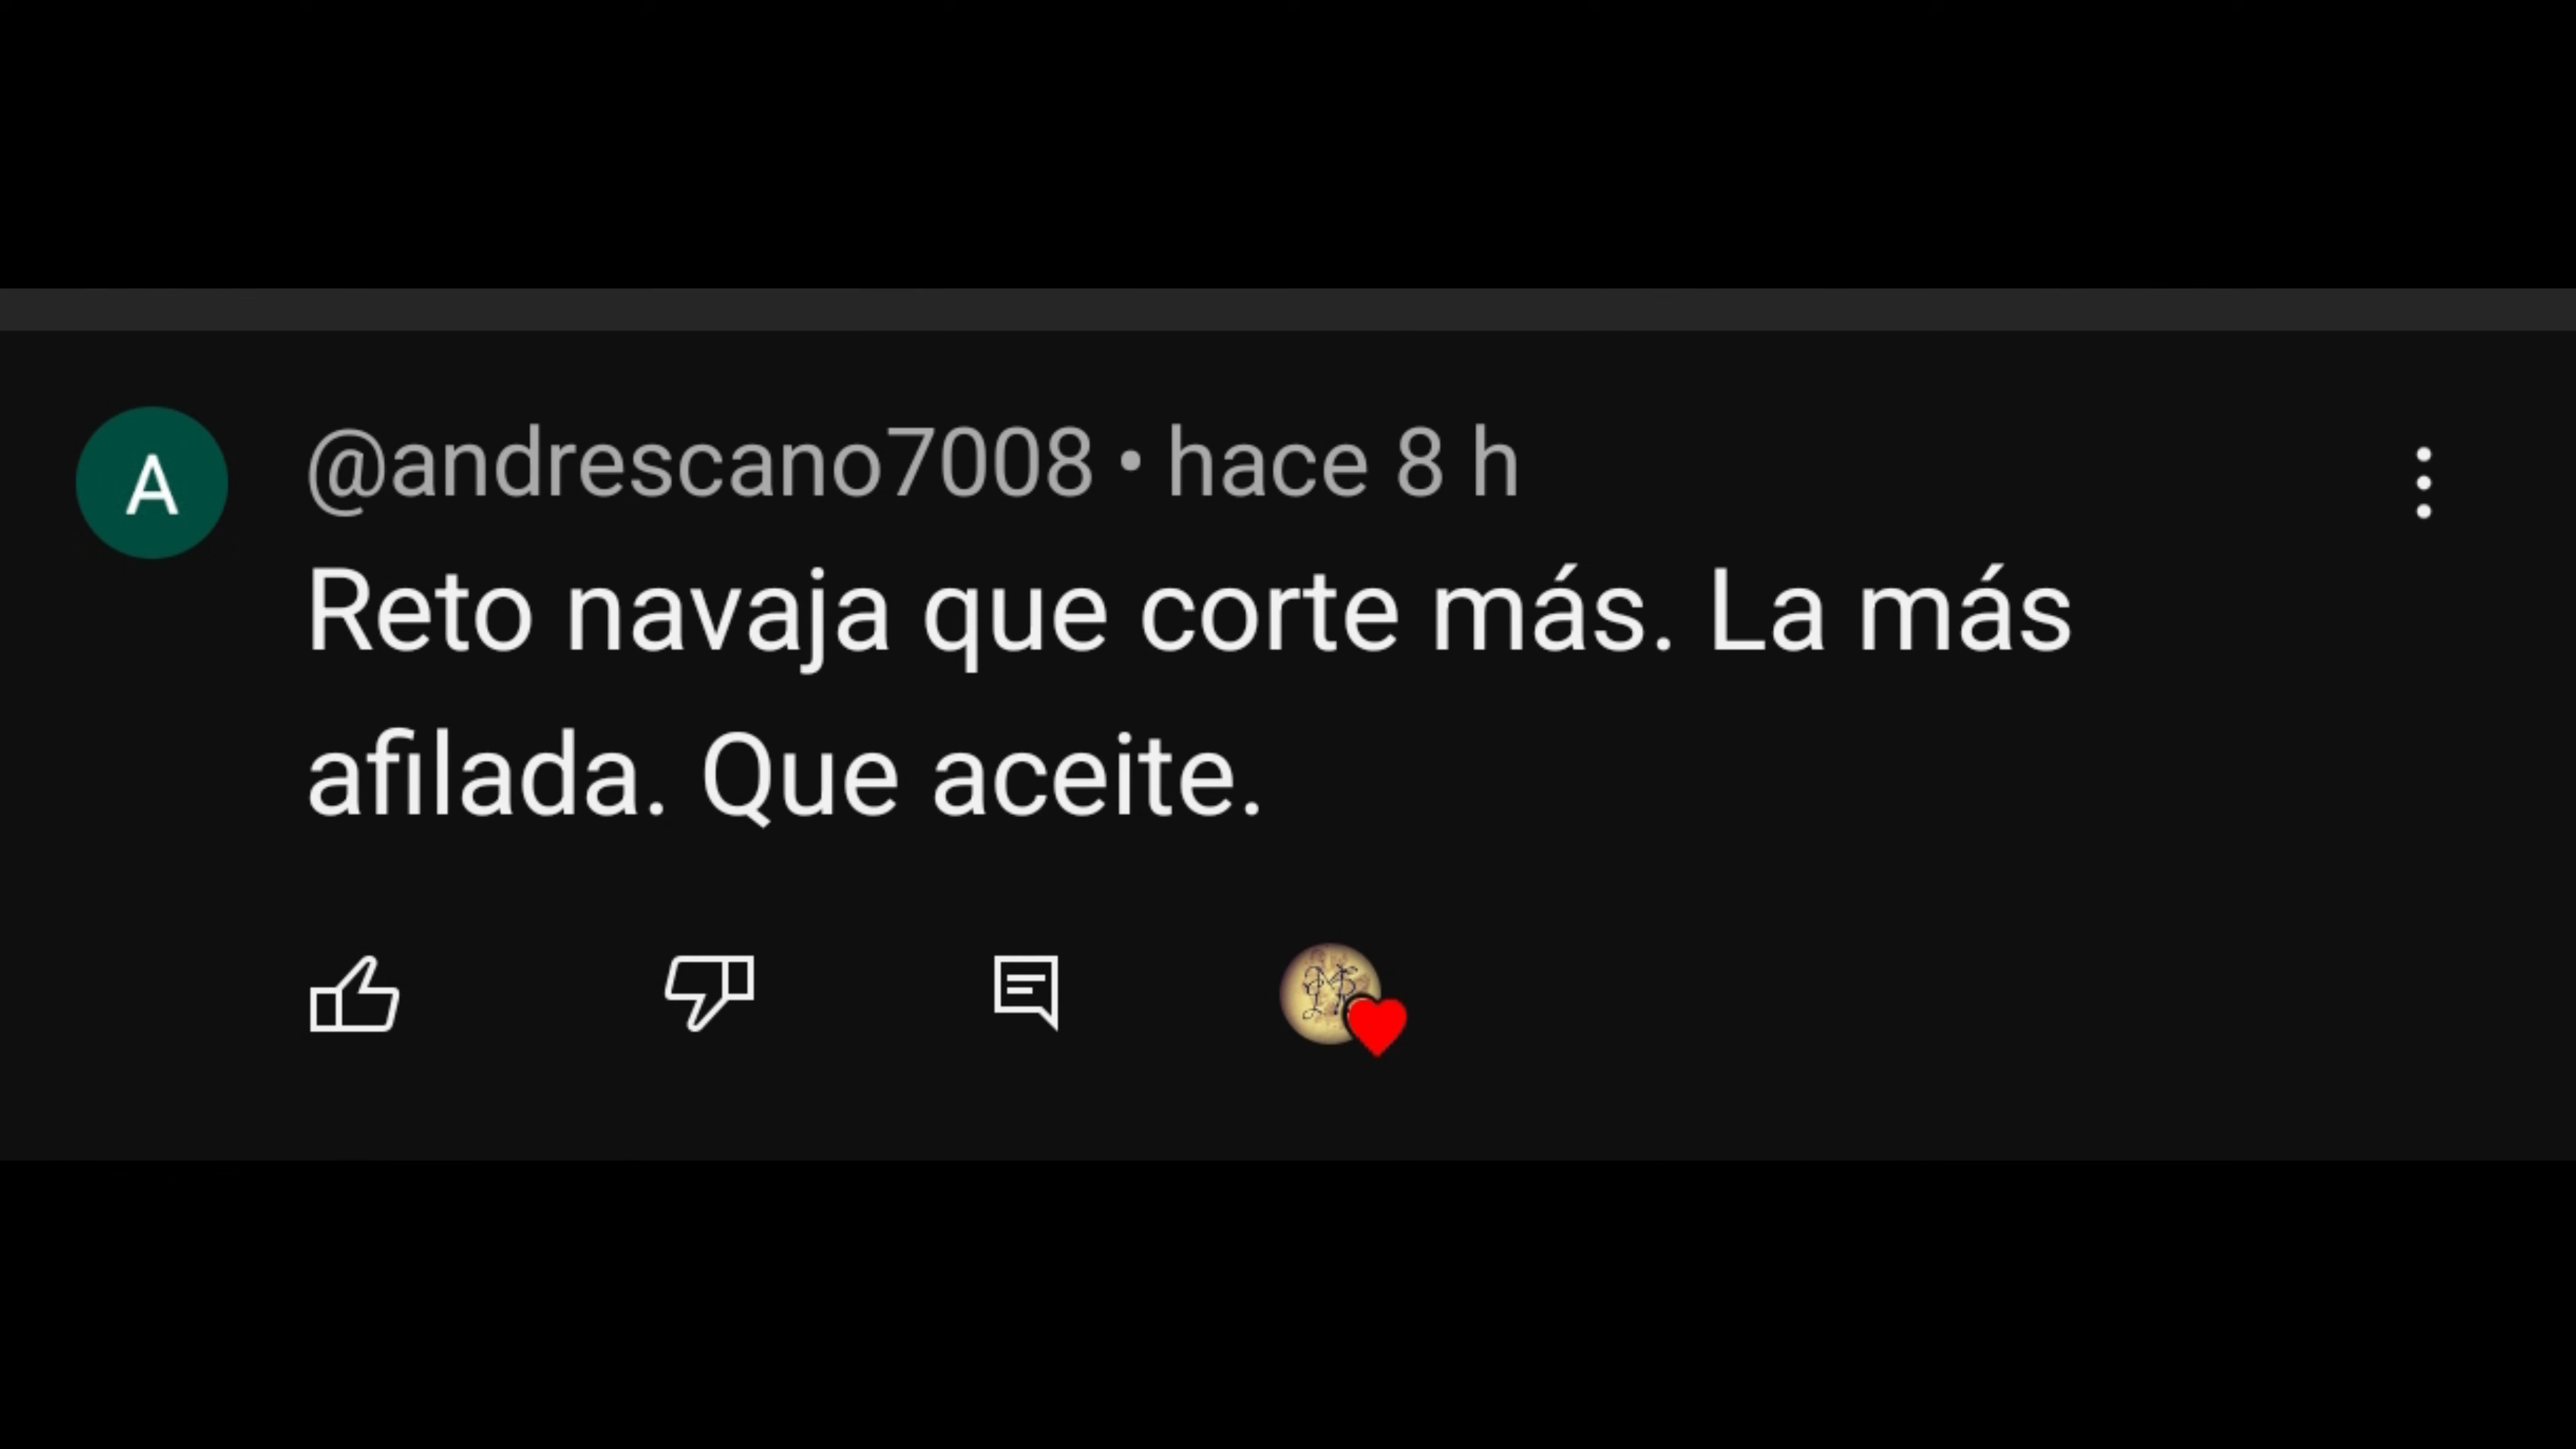 A
@andrescano7008 • hace 8 h
Reto navaja que corte más. La más
afilada. Que aceite.